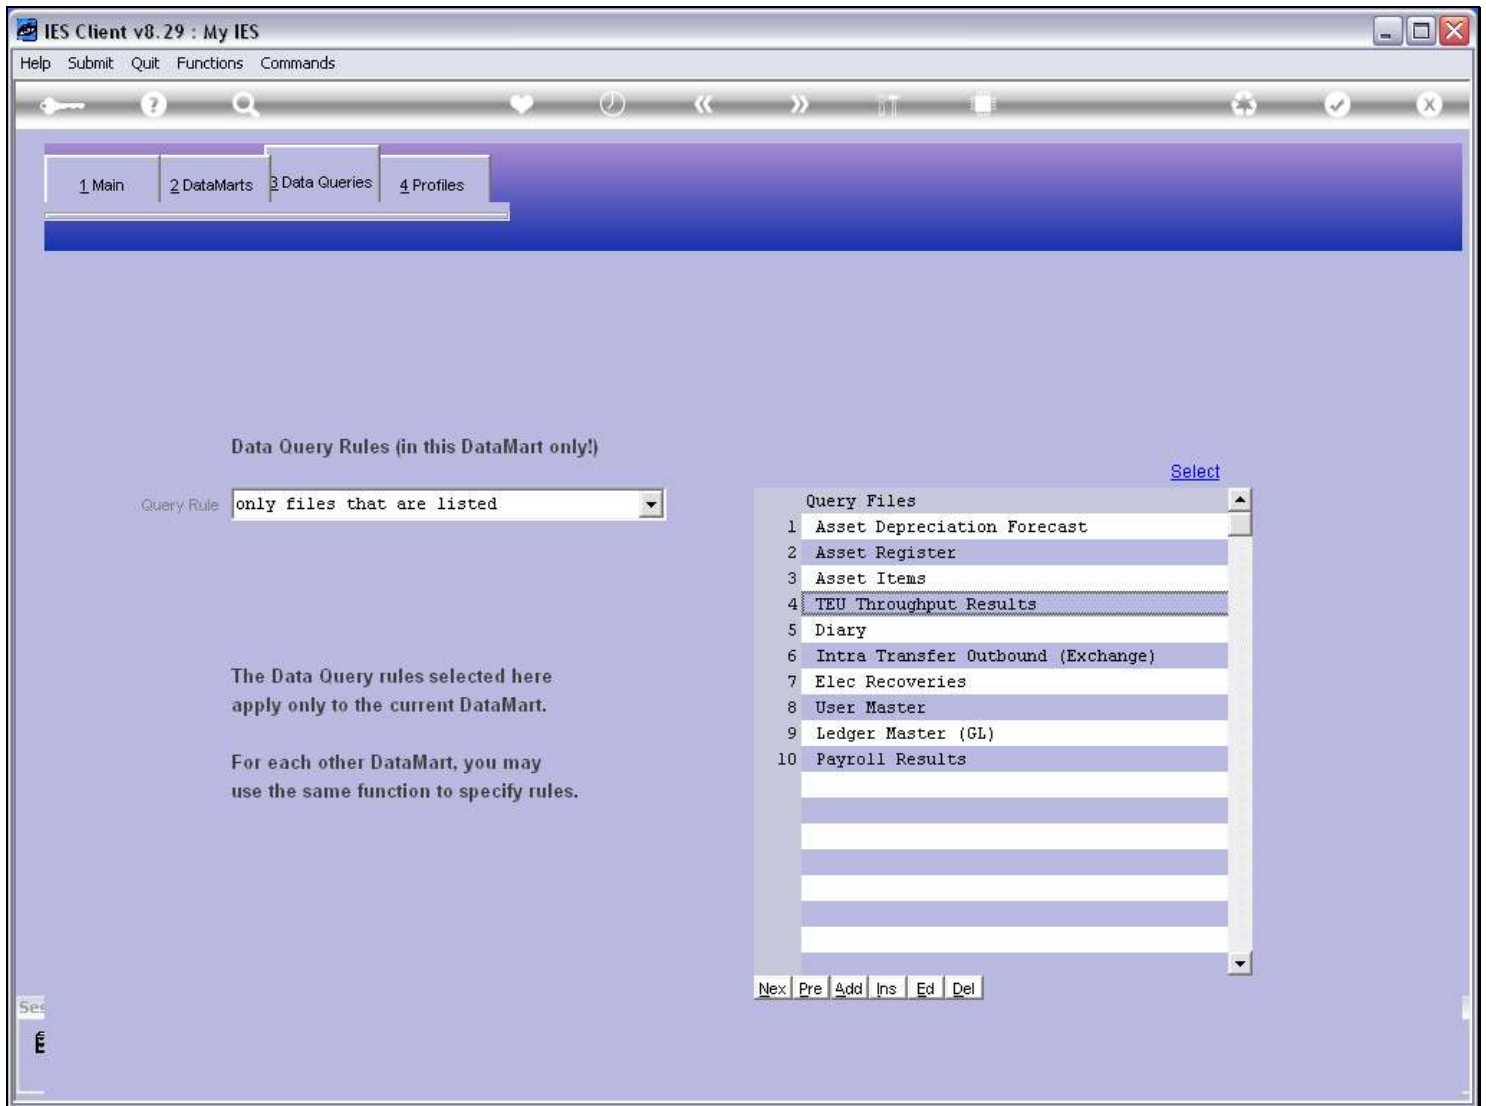 IES Client v8.29 : My IES
Help Submit Quit Functions Commands
1 Main 2 DataMarts 3 Data Queries 4 Profiles
Data Query Rules (in this DataMart only!)
Select
Query Rule only files that are listed
Query Files
1 Asset Depreciation Forecast
2 Asset Register
3 Asset Items
4 TEU Throughput Results
5 Diary
6 Intra Transfer Outbound (Exchange)
7 Elec Recoveries
8 User Master
9 Ledger Master (GL)
10 Payroll Results
The Data Query rules selected here
apply only to the current DataMart.
For each other DataMart, you may
use the same function to specify rules.
Nex Pre Add Ins Ed Del